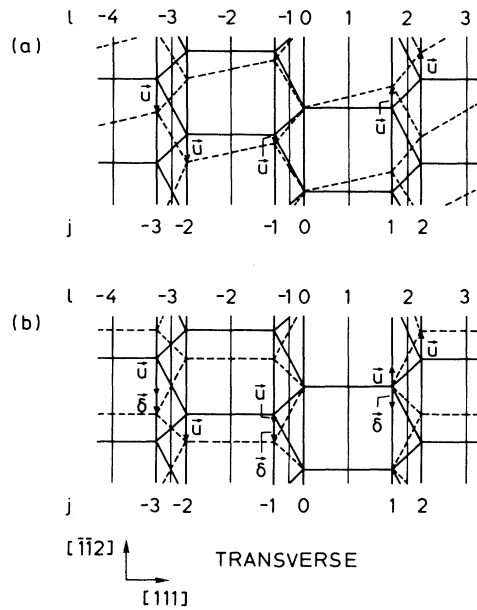 l -4 -3 -2 -1 0 1 2 3
(a)
u⃗ u⃗ u⃗ u⃗ u⃗
j -3 -2 -1 0 1 2
l -4 -3 -2 -1 0 1 2 3
(b)
u⃗ u⃗ u⃗ u⃗ u⃗
δ⃗ δ⃗ δ⃗
j -3 -2 -1 0 1 2
[1̄1̄2]
TRANSVERSE
[111]